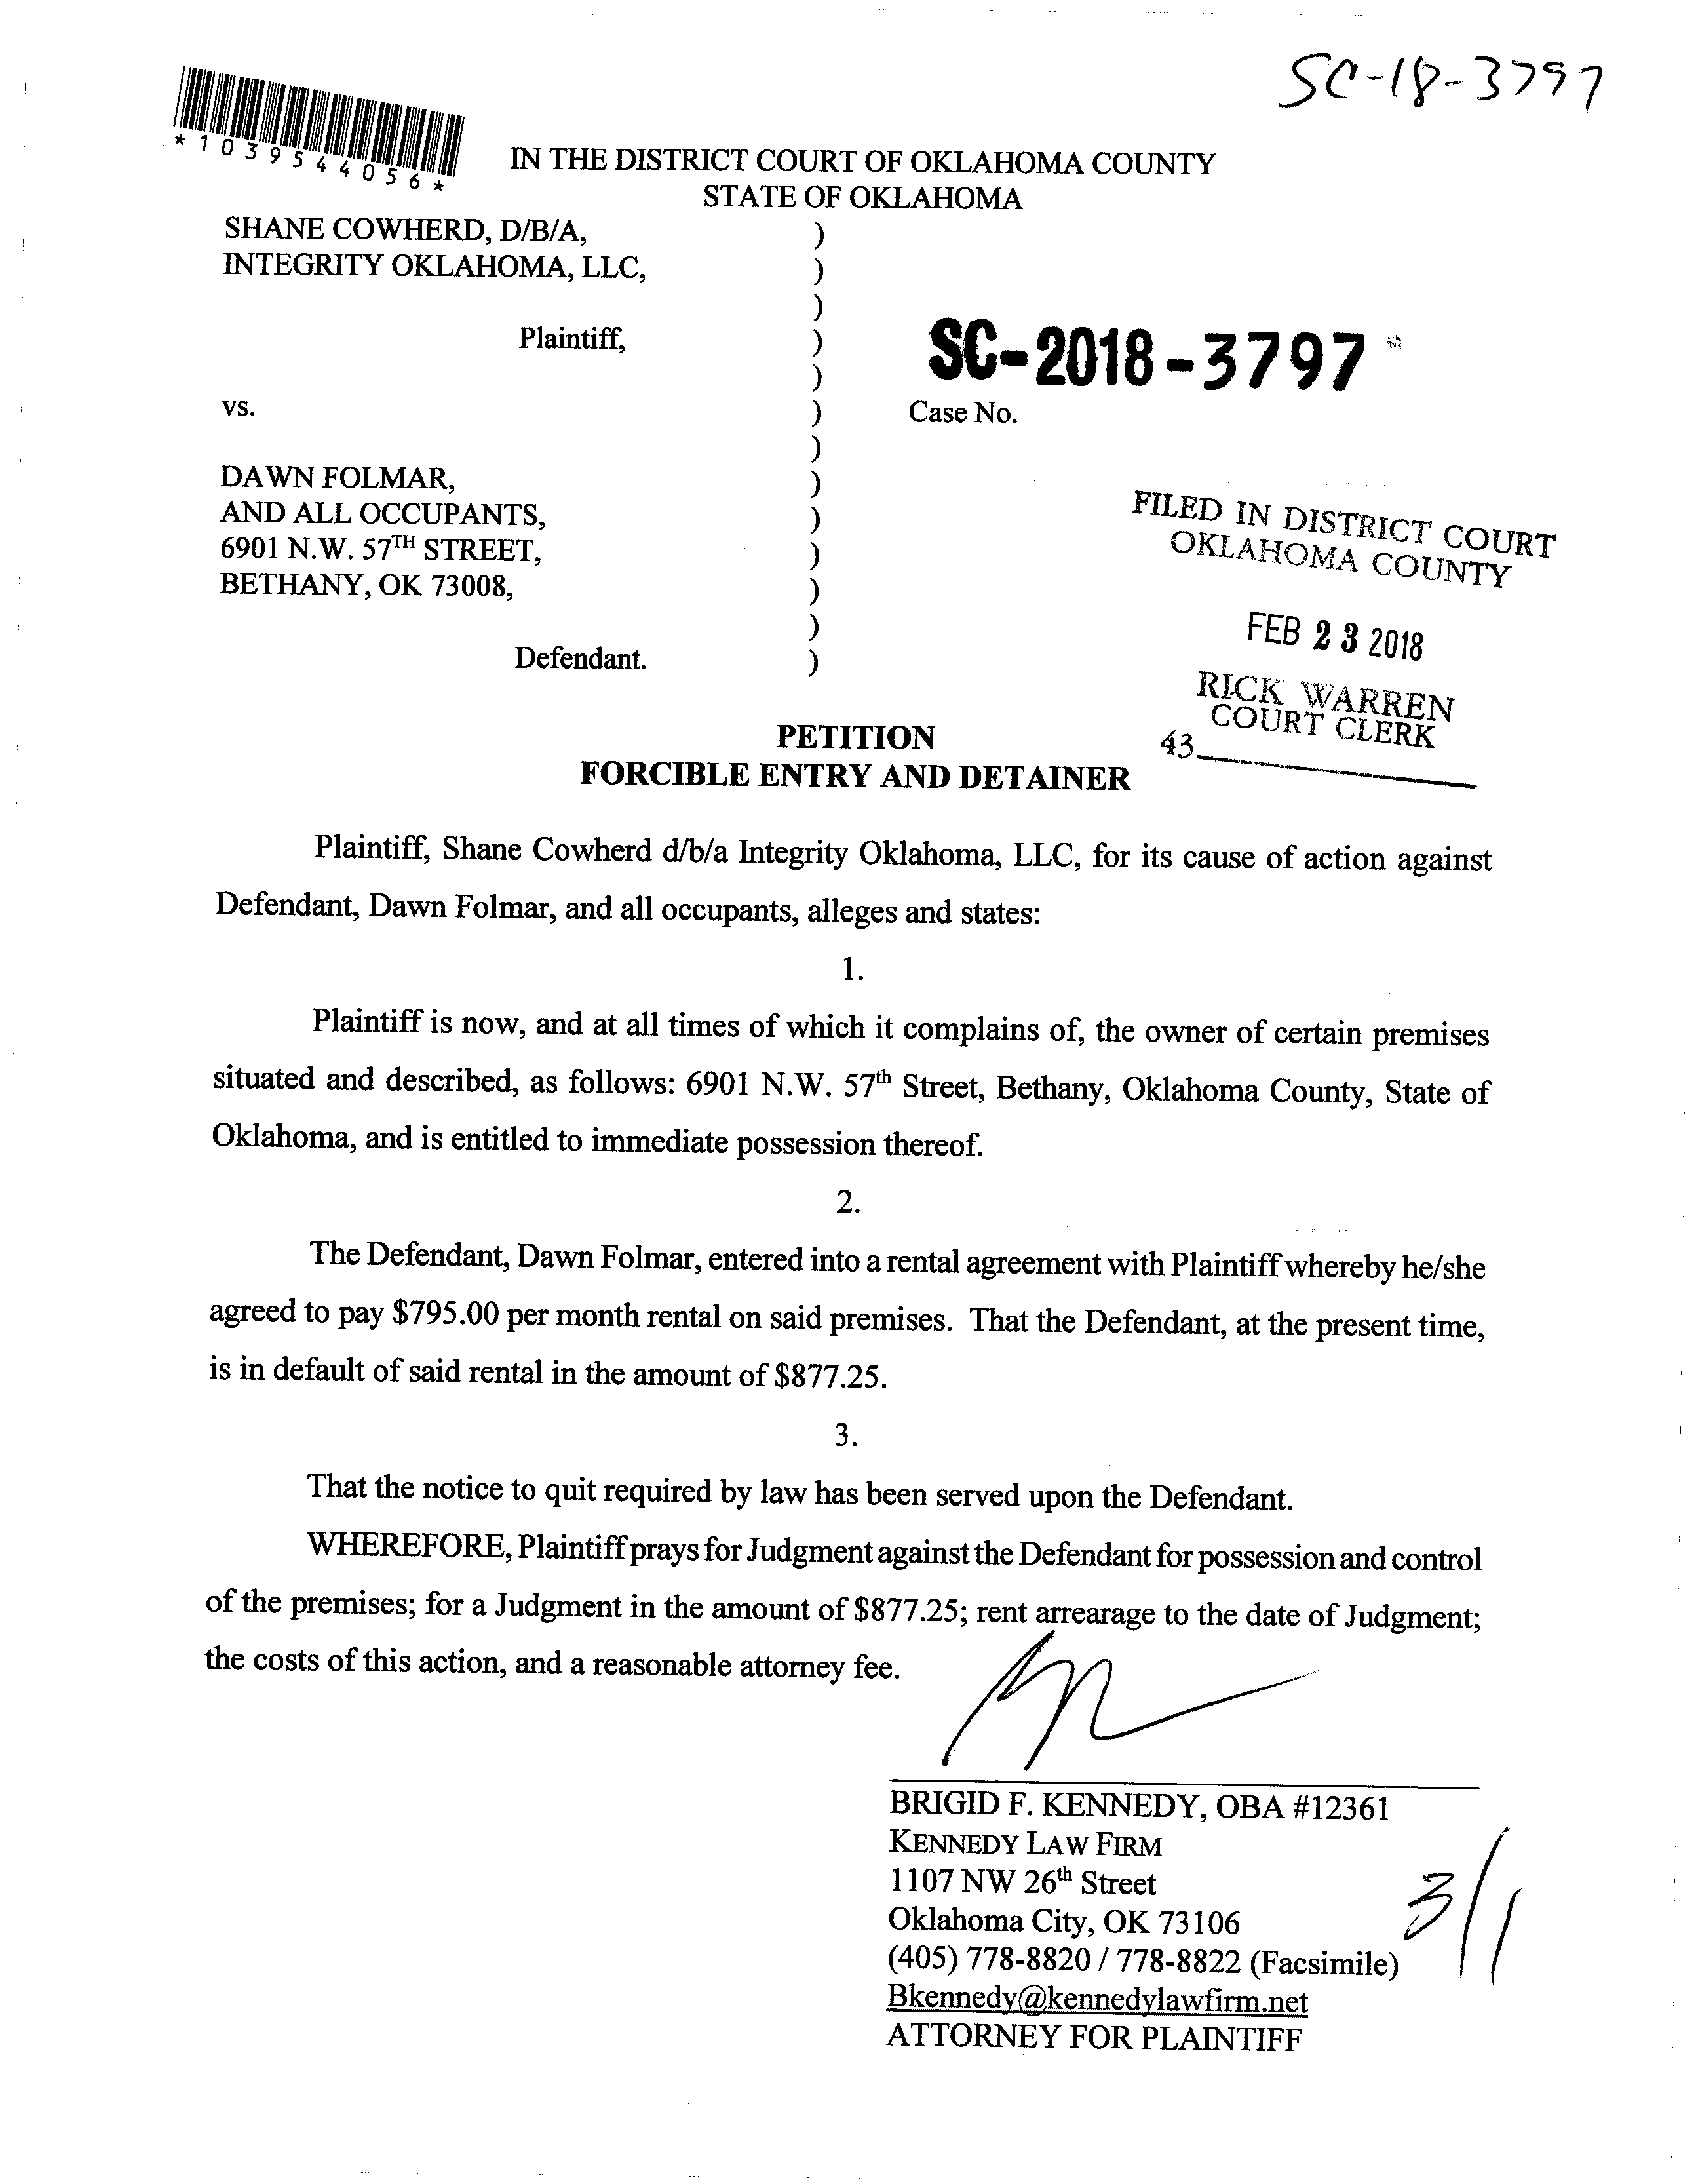 SC-18-3797
*1039544056*
IN THE DISTRICT COURT OF OKLAHOMA COUNTY
STATE OF OKLAHOMA
SHANE COWHERD, D/B/A, )
INTEGRITY OKLAHOMA, LLC, )
)
Plaintiff, )
)
SC-2018-3797
vs. ) Case No.
)
DAWN FOLMAR, )
AND ALL OCCUPANTS, )
6901 N.W. 57TH STREET, )
BETHANY, OK 73008, )
)
Defendant. )
FILED IN DISTRICT COURT
OKLAHOMA COUNTY
FEB 23 2018
RICK WARREN
COURT CLERK
43
PETITION
FORCIBLE ENTRY AND DETAINER
Plaintiff, Shane Cowherd d/b/a Integrity Oklahoma, LLC, for its cause of action against
Defendant, Dawn Folmar, and all occupants, alleges and states:
1.
Plaintiff is now, and at all times of which it complains of, the owner of certain premises
situated and described, as follows: 6901 N.W. 57th Street, Bethany, Oklahoma County, State of
Oklahoma, and is entitled to immediate possession thereof.
2.
The Defendant, Dawn Folmar, entered into a rental agreement with Plaintiff whereby he/she
agreed to pay $795.00 per month rental on said premises. That the Defendant, at the present time,
is in default of said rental in the amount of $877.25.
3.
That the notice to quit required by law has been served upon the Defendant.
WHEREFORE, Plaintiff prays for Judgment against the Defendant for possession and control
of the premises; for a Judgment in the amount of $877.25; rent arrearage to the date of Judgment;
the costs of this action, and a reasonable attorney fee.
BRIGID F. KENNEDY, OBA #12361
KENNEDY LAW FIRM
1107 NW 26th Street
Oklahoma City, OK 73106
(405) 778-8820 / 778-8822 (Facsimile)
Bkennedy@kennedylawfirm.net
ATTORNEY FOR PLAINTIFF
3/1